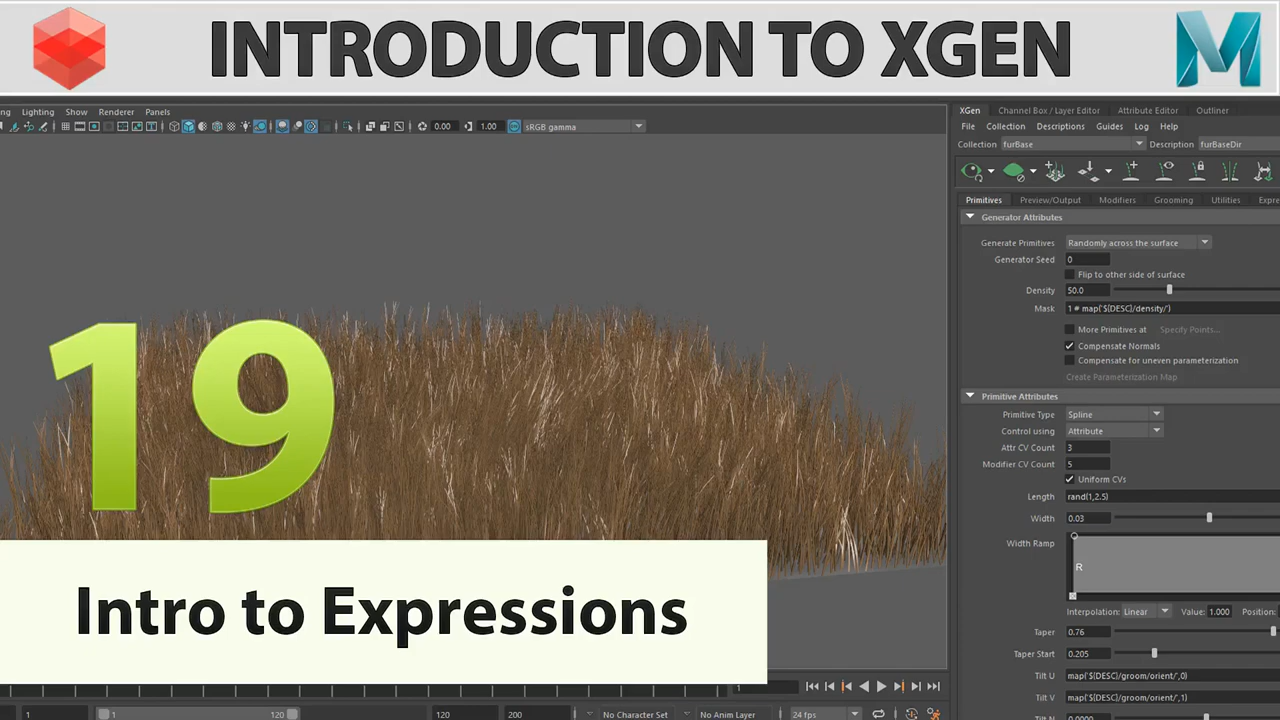 INTRODUCTION TO XGEN
ng Lighting Show Renderer Panels
0.00 1.00 sRGB gamma
XGen Channel Box / Layer Editor Attribute Editor Outliner
File Collection Descriptions Guides Log Help
Collection furBase Description furBaseDir
Primitives Preview/Output Modifiers Grooming Utilities Expre
Generator Attributes
Generate Primitives Randomly across the surface
Generator Seed 0
Flip to other side of surface
Density 50.0
Mask 1 # map('${DESC}/density/')
More Primitives at Specify Points...
Compensate Normals
Compensate for uneven parameterization
Create Parameterization Map
Primitive Attributes
Primitive Type Spline
Control using Attribute
Attr CV Count 3
Modifier CV Count 5
Uniform CVs
Length rand(1,2.5)
Width 0.03
Width Ramp
R
Interpolation: Linear Value: 1.000 Position:
Taper 0.76
Taper Start 0.205
Tilt U map('${DESC}/groom/orient/',0)
Tilt V map('${DESC}/groom/orient/',1)
Tilt N 0.0000
19
Intro to Expressions
1
1 1 120 120 200 No Character Set No Anim Layer 24 fps